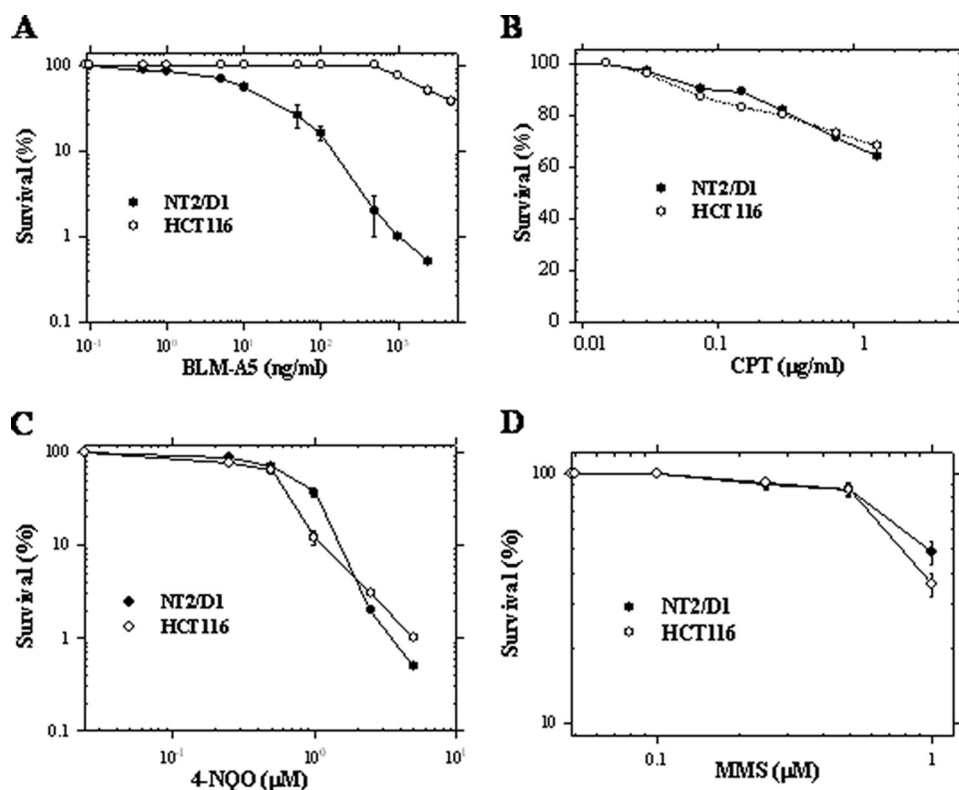 A
Survival (%)
100
10
1
0.1
NT2/D1
HCT116
10⁻¹ 10⁰ 10¹ 10² 10³
BLM-A5 (ng/ml)
B
Survival (%)
100
80
60
40
20
0
NT2/D1
HCT116
0.01 0.1 1
CPT (µg/ml)
C
Survival (%)
100
10
1
0.1
NT2/D1
HCT116
10⁻¹ 10⁰ 10¹
4-NQO (µM)
D
Survival (%)
100
10
NT2/D1
HCT116
0.1 1
MMS (µM)